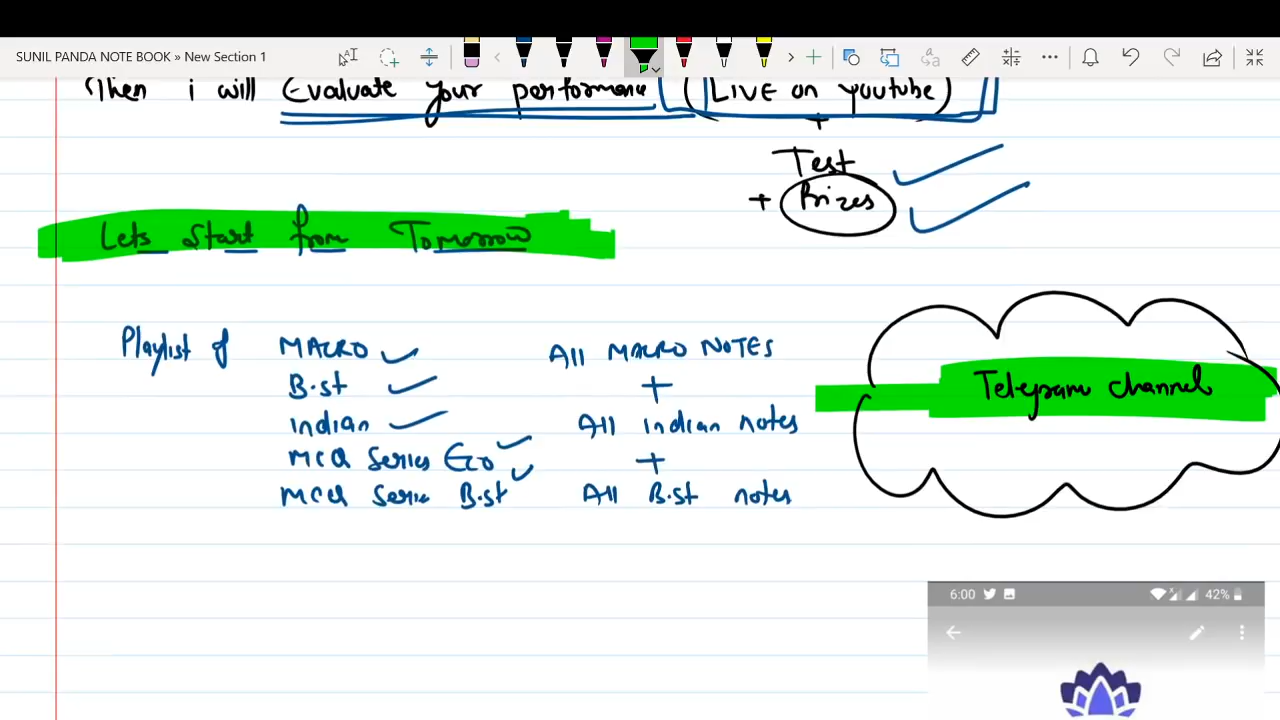 SUNIL PANDA NOTE BOOK » New Section 1
Then i will Evaluate your performance (LIVE on youtube)
+
Test
+ Prizes
Lets Start from Tomorrow
Playlist of MACRO
B.st
Indian
MCQ Series Eco
MCQ Serie B.st
All MACRO NOTES
+
All indian notes
+
All B.st notes
Telegram channel
6:00 42%